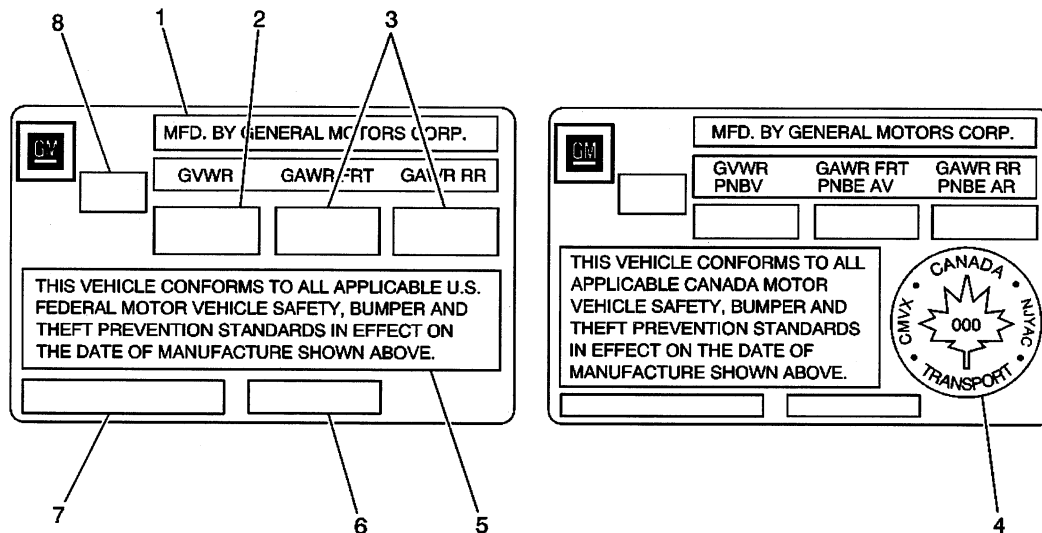 8
1
2
3
GM
MFD. BY GENERAL MOTORS CORP.
GVWR GAWR FRT GAWR RR
THIS VEHICLE CONFORMS TO ALL APPLICABLE U.S.
FEDERAL MOTOR VEHICLE SAFETY, BUMPER AND
THEFT PREVENTION STANDARDS IN EFFECT ON
THE DATE OF MANUFACTURE SHOWN ABOVE.
7
6
5
GM
MFD. BY GENERAL MOTORS CORP.
GVWR GAWR FRT GAWR RR
PNBV PNBE AV PNBE AR
THIS VEHICLE CONFORMS TO ALL
APPLICABLE CANADA MOTOR
VEHICLE SAFETY, BUMPER AND
THEFT PREVENTION STANDARDS
IN EFFECT ON THE DATE OF
MANUFACTURE SHOWN ABOVE.
CANADA
CMVX
000
NJYAC
TRANSPORT
4